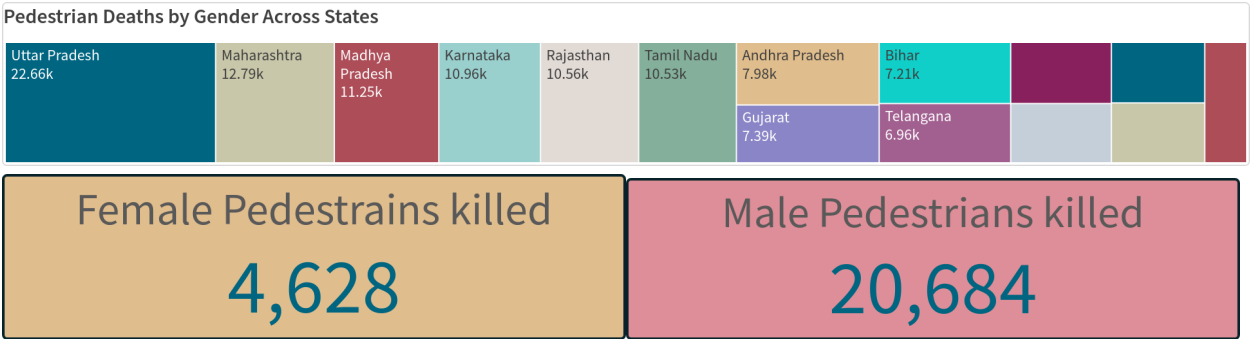 Pedestrian Deaths by Gender Across States
Uttar Pradesh
22.66k
Maharashtra
12.79k
Madhya
Pradesh
11.25k
Karnataka
10.96k
Rajasthan
10.56k
Tamil Nadu
10.53k
Andhra Pradesh
7.98k
Gujarat
7.39k
Bihar
7.21k
Telangana
6.96k
Female Pedestrains killed
4,628
Male Pedestrians killed
20,684